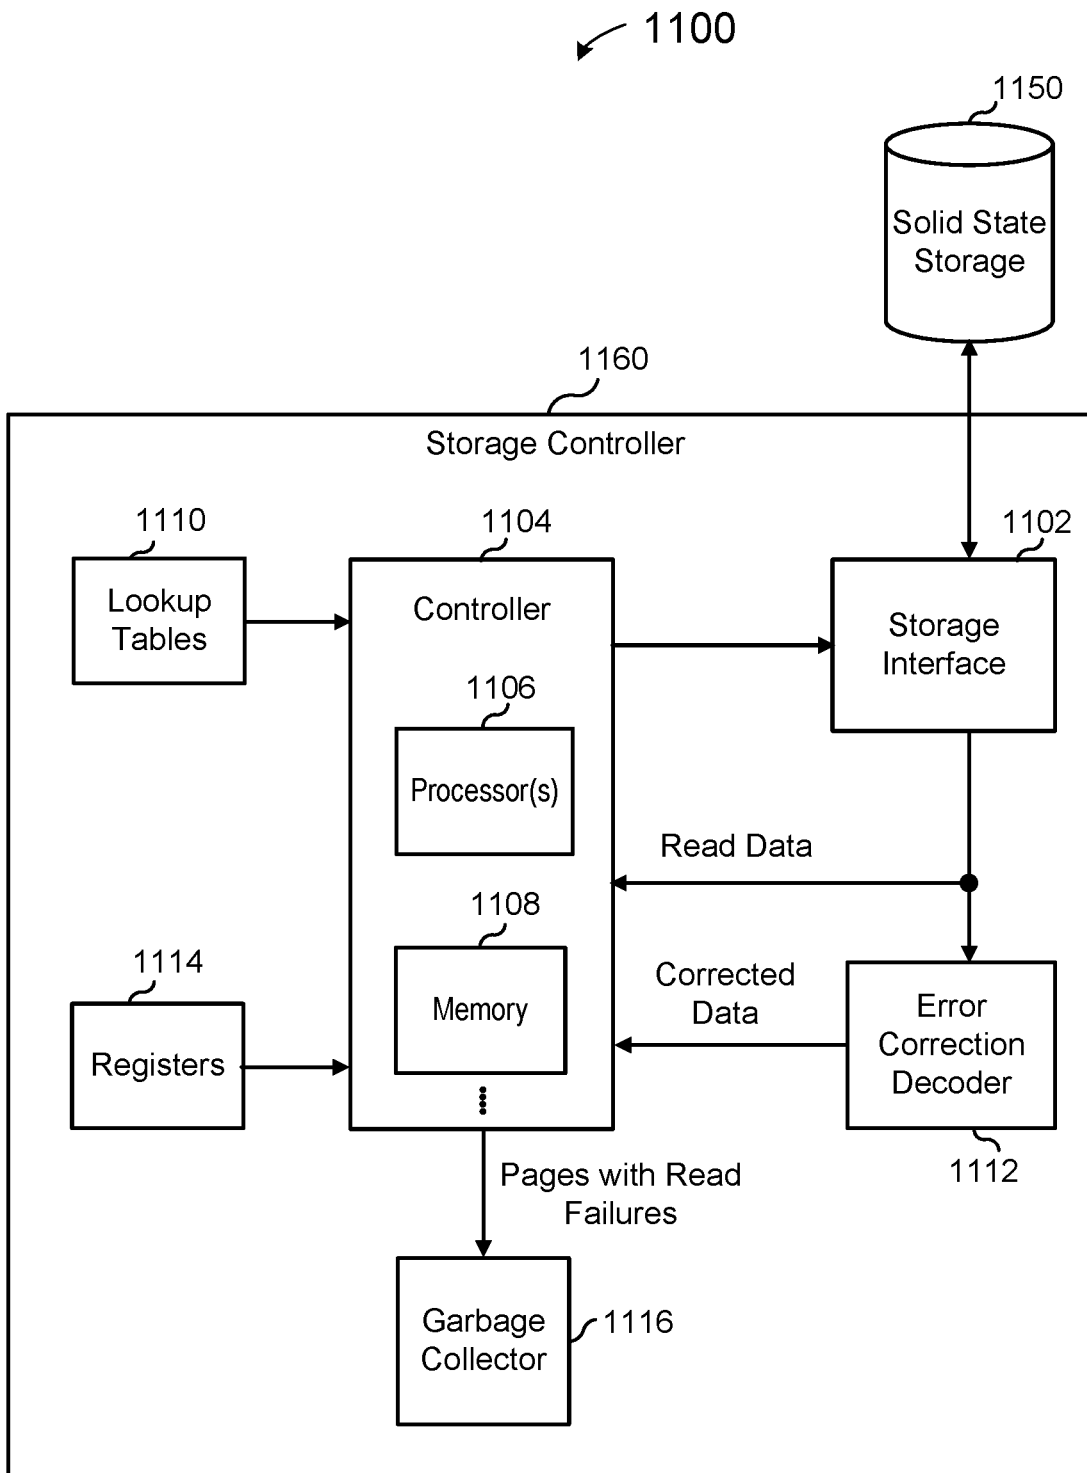 1100
1150
Solid State
Storage
1160
Storage Controller
1110
Lookup
Tables
1104
Controller
1102
Storage
Interface
1106
Processor(s)
Read Data
1108
Memory
1114
Registers
Corrected
Data
Error
Correction
Decoder
1112
Pages with Read
Failures
Garbage
Collector
1116